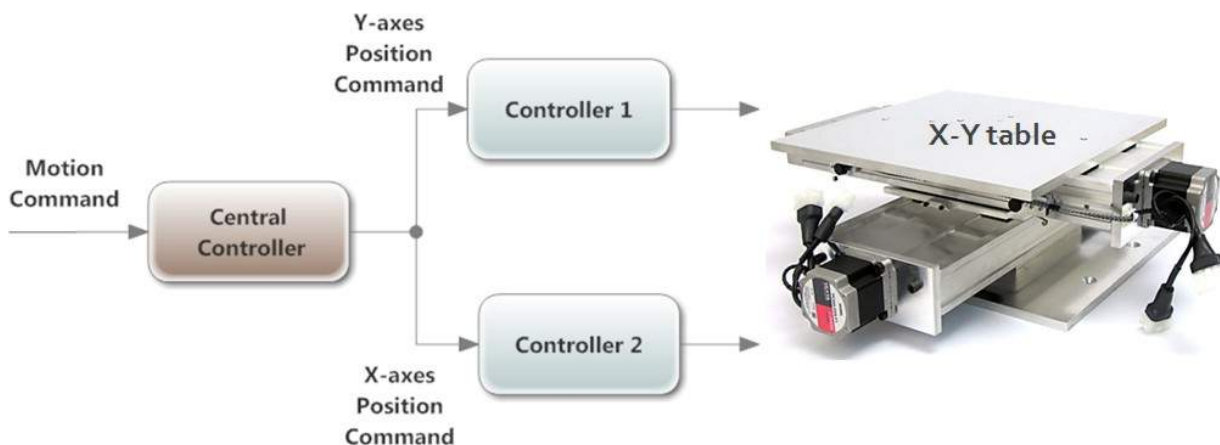 Y-axes
Position
Command
Controller 1
X-Y table
Motion
Command
Central
Controller
Controller 2
X-axes
Position
Command